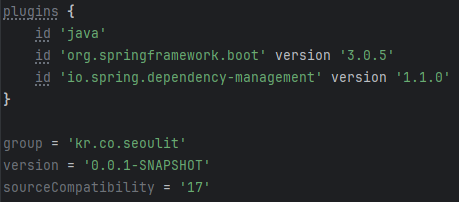 plugins {
    id 'java'
    id 'org.springframework.boot' version '3.0.5'
    id 'io.spring.dependency-management' version '1.1.0'
}

group = 'kr.co.seoulit'
version = '0.0.1-SNAPSHOT'
sourceCompatibility = '17'